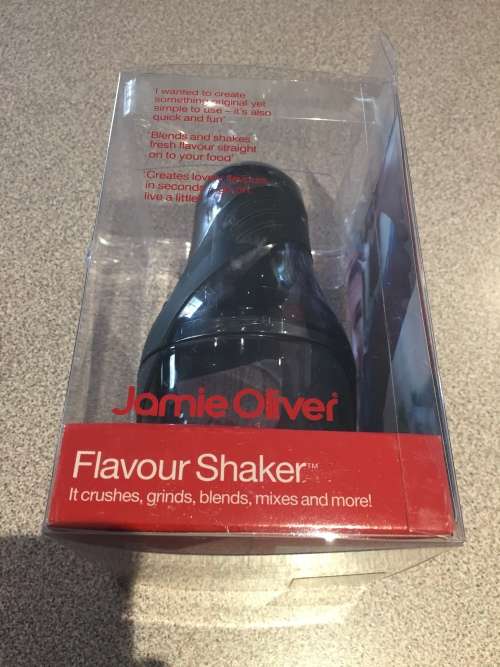 'I wanted to create
something original yet
simple to use – it's also
quick and fun'
'Blends and shakes
fresh flavour straight
on to your food'
'Creates
in seconds
live a little
Jamie Oliver
Flavour Shaker™
It crushes, grinds, blends, mixes and more!